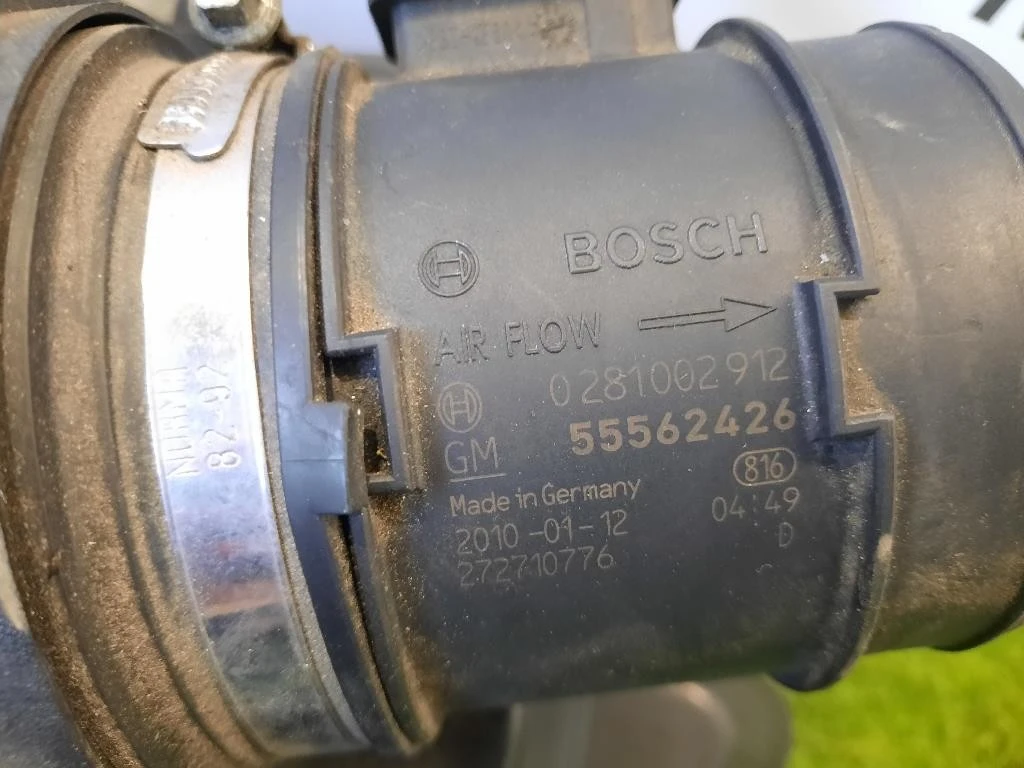 BOSCH
AIR FLOW
0 281 002 912
GM 55562426
816
Made in Germany
04:49
2010-01-12
D
272710776
NORMA
82-97